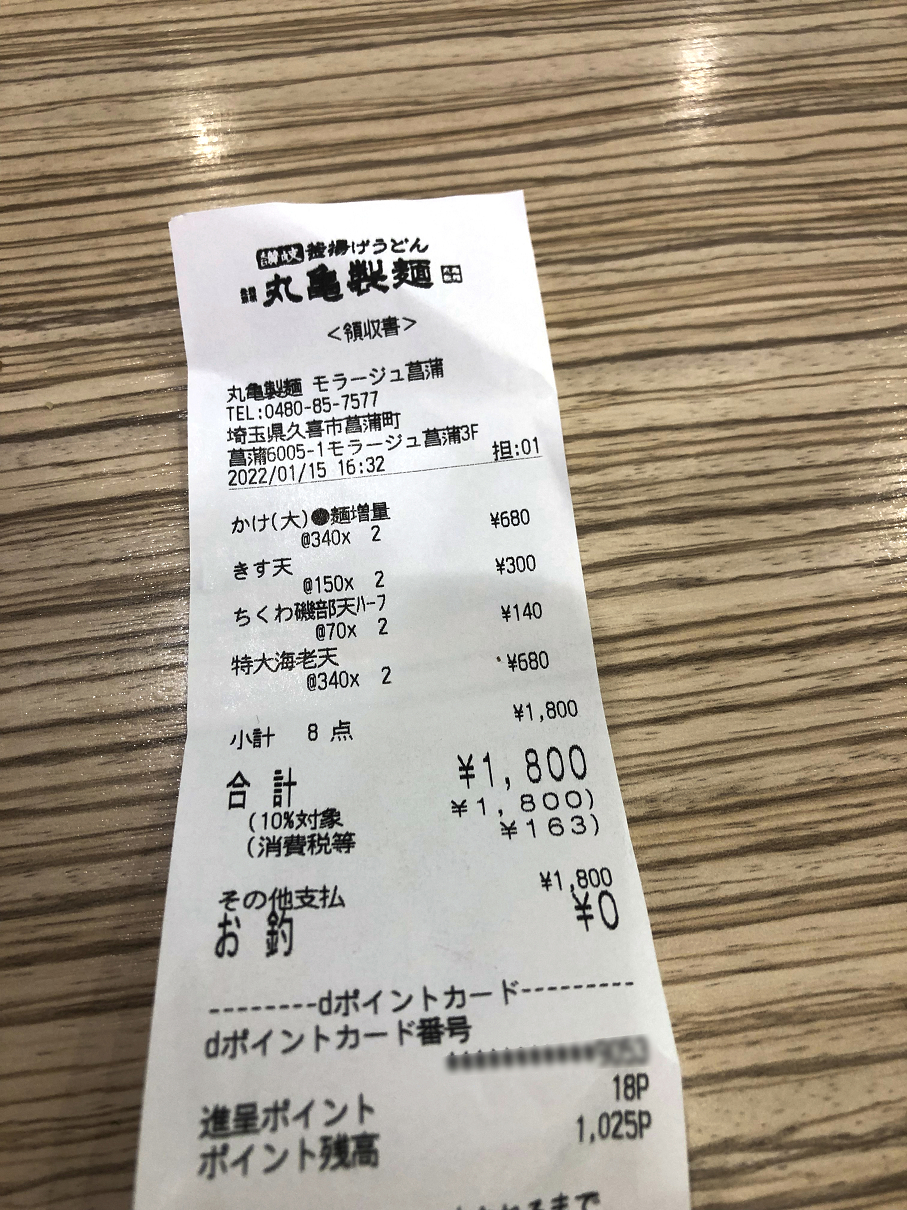 讃岐 釜揚げうどん
丸亀製麺
<領収書>
丸亀製麺 モラージュ菖蒲
TEL:0480-85-7577
埼玉県久喜市菖蒲町
菖蒲6005-1モラージュ菖蒲3F
2022/01/15 16:32 担:01
かけ(大)●麺増量 ¥680
@340x 2
きす天 ¥300
@150x 2
ちくわ磯部天ハーフ ¥140
@70x 2
特大海老天 ¥680
@340x 2
小計 8 点 ¥1,800
合 計 ¥1,800
(10%対象 ¥1,800)
(消費税等 ¥163)
その他支払 ¥1,800
お 釣 ¥0
--------dポイントカード---------
dポイントカード番号
進呈ポイント 18P
ポイント残高 1,025P